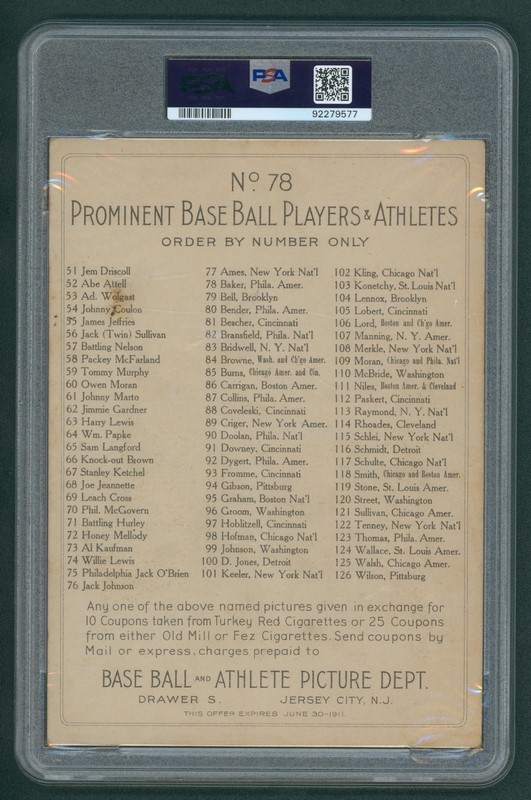 PSA
PSA
92279577
Nº 78
PROMINENT BASE BALL PLAYERS & ATHLETES
ORDER BY NUMBER ONLY
51 Jem Driscoll
52 Abe Attell
53 Ad. Wolgast
54 Johnny Coulon
55 James Jeffries
56 Jack (Twin) Sullivan
57 Battling Nelson
58 Packey McFarland
59 Tommy Murphy
60 Owen Moran
61 Johnny Marto
62 Jimmie Gardner
63 Harry Lewis
64 Wm. Papke
65 Sam Langford
66 Knock-out Brown
67 Stanley Ketchel
68 Joe Jeannette
69 Leach Cross
70 Phil. McGovern
71 Battling Hurley
72 Honey Mellody
73 Al Kaufman
74 Willie Lewis
75 Philadelphia Jack O'Brien
76 Jack Johnson
77 Ames, New York Nat'l
78 Baker, Phila. Amer.
79 Bell, Brooklyn
80 Bender, Phila. Amer.
81 Bescher, Cincinnati
82 Bransfield, Phila. Nat'l
83 Bridwell, N. Y. Nat'l
84 Browne, Wash. and Ch'go Amer.
85 Burns, Chicago Amer. and Cin.
86 Carrigan, Boston Amer.
87 Collins, Phila. Amer.
88 Coveleski, Cincinnati
89 Criger, New York Amer.
90 Doolan, Phila. Nat'l
91 Downey, Cincinnati
92 Dygert, Phila. Amer.
93 Fromme, Cincinnati
94 Gibson, Pittsburg
95 Graham, Boston Nat'l
96 Groom, Washington
97 Hoblitzell, Cincinnati
98 Hofman, Chicago Nat'l
99 Johnson, Washington
100 D. Jones, Detroit
101 Keeler, New York Nat'l
102 Kling, Chicago Nat'l
103 Konetchy, St. Louis Nat'l
104 Lennox, Brooklyn
105 Lobert, Cincinnati
106 Lord, Boston and Ch'go Amer.
107 Manning, N. Y. Amer.
108 Merkle, New York Nat'l
109 Moran, Chicago and Phila. Nat'l
110 McBride, Washington
111 Niles, Boston Amer. & Cleveland
112 Paskert, Cincinnati
113 Raymond, N. Y. Nat'l
114 Rhoades, Cleveland
115 Schlei, New York Nat'l
116 Schmidt, Detroit
117 Schulte, Chicago Nat'l
118 Smith, Chicago and Boston Amer.
119 Stone, St. Louis Amer.
120 Street, Washington
121 Sullivan, Chicago Amer.
122 Tenney, New York Nat'l
123 Thomas, Phila. Amer.
124 Wallace, St. Louis Amer.
125 Walsh, Chicago Amer.
126 Wilson, Pittsburg
Any one of the above named pictures given in exchange for
10 Coupons taken from Turkey Red Cigarettes or 25 Coupons
from either Old Mill or Fez Cigarettes. Send coupons by
Mail or express, charges prepaid to
BASE BALL AND ATHLETE PICTURE DEPT.
DRAWER S. JERSEY CITY, N.J.
THIS OFFER EXPIRES JUNE 30-1911.